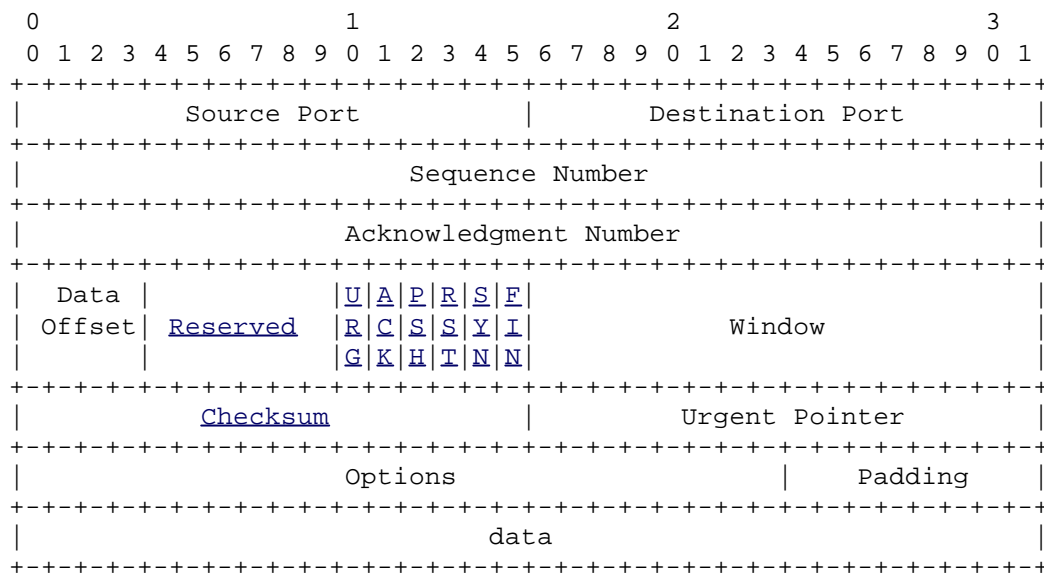 0                   1                   2                   3
0 1 2 3 4 5 6 7 8 9 0 1 2 3 4 5 6 7 8 9 0 1 2 3 4 5 6 7 8 9 0 1
+-+-+-+-+-+-+-+-+-+-+-+-+-+-+-+-+-+-+-+-+-+-+-+-+-+-+-+-+-+-+-+-+
|          Source Port          |       Destination Port        |
+-+-+-+-+-+-+-+-+-+-+-+-+-+-+-+-+-+-+-+-+-+-+-+-+-+-+-+-+-+-+-+-+
|                        Sequence Number                        |
+-+-+-+-+-+-+-+-+-+-+-+-+-+-+-+-+-+-+-+-+-+-+-+-+-+-+-+-+-+-+-+-+
|                    Acknowledgment Number                      |
+-+-+-+-+-+-+-+-+-+-+-+-+-+-+-+-+-+-+-+-+-+-+-+-+-+-+-+-+-+-+-+-+
|  Data |           |U|A|P|R|S|F|                               |
| Offset| Reserved  |R|C|S|S|Y|I|            Window             |
|       |           |G|K|H|T|N|N|                               |
+-+-+-+-+-+-+-+-+-+-+-+-+-+-+-+-+-+-+-+-+-+-+-+-+-+-+-+-+-+-+-+-+
|           Checksum            |         Urgent Pointer        |
+-+-+-+-+-+-+-+-+-+-+-+-+-+-+-+-+-+-+-+-+-+-+-+-+-+-+-+-+-+-+-+-+
|                    Options                    |    Padding    |
+-+-+-+-+-+-+-+-+-+-+-+-+-+-+-+-+-+-+-+-+-+-+-+-+-+-+-+-+-+-+-+-+
|                             data                              |
+-+-+-+-+-+-+-+-+-+-+-+-+-+-+-+-+-+-+-+-+-+-+-+-+-+-+-+-+-+-+-+-+